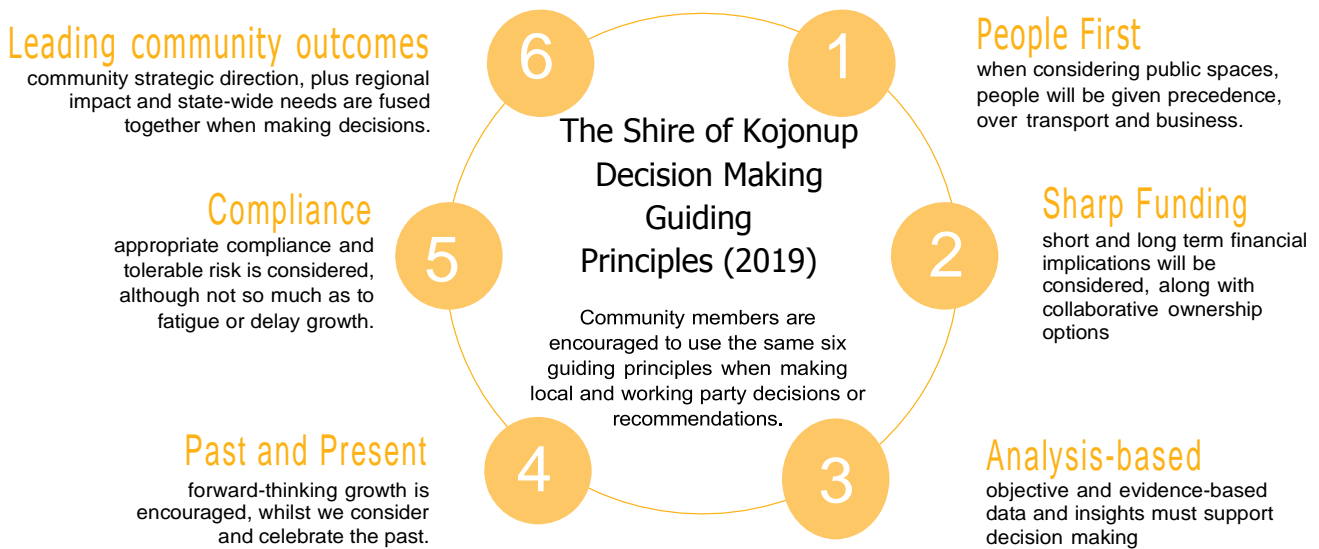 The Shire of Kojonup
Decision Making
Guiding
Principles (2019)
Community members are
encouraged to use the same six
guiding principles when making
local and working party decisions or
recommendations.
1
People First
when considering public spaces,
people will be given precedence,
over transport and business.
2
Sharp Funding
short and long term financial
implications will be
considered, along with
collaborative ownership
options
3
Analysis-based
objective and evidence-based
data and insights must support
decision making
4
Past and Present
forward-thinking growth is
encouraged, whilst we consider
and celebrate the past.
5
Compliance
appropriate compliance and
tolerable risk is considered,
although not so much as to
fatigue or delay growth.
6
Leading community outcomes
community strategic direction, plus regional
impact and state-wide needs are fused
together when making decisions.